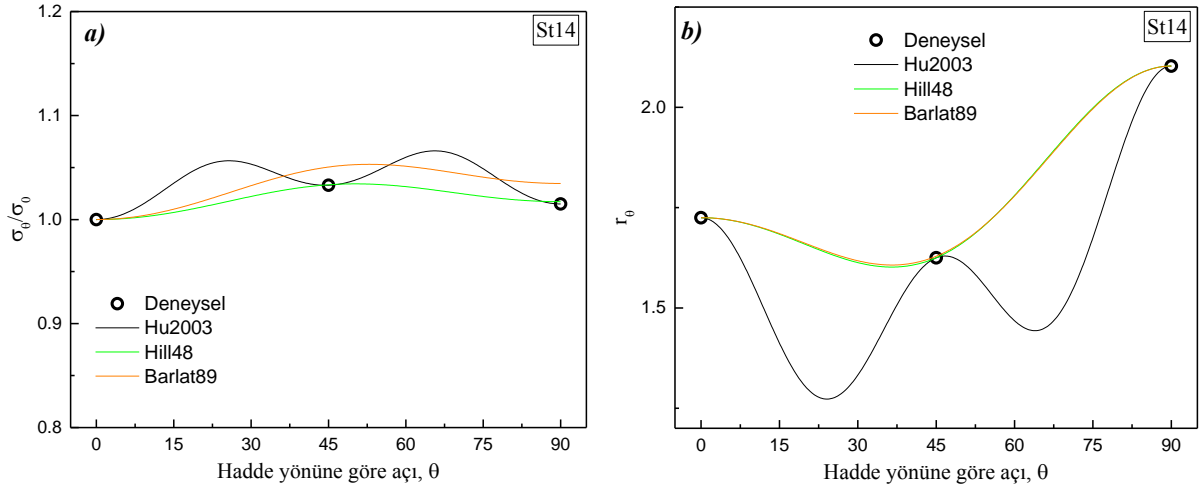 a)
St14
1.2
1.1
1.0
0.9
0.8
σθ/σ0
Deneysel
Hu2003
Hill48
Barlat89
0 15 30 45 60 75 90
Hadde yönüne göre açı, θ
b)
St14
Deneysel
Hu2003
Hill48
Barlat89
2.0
1.5
rθ
0 15 30 45 60 75 90
Hadde yönüne göre açı, θ